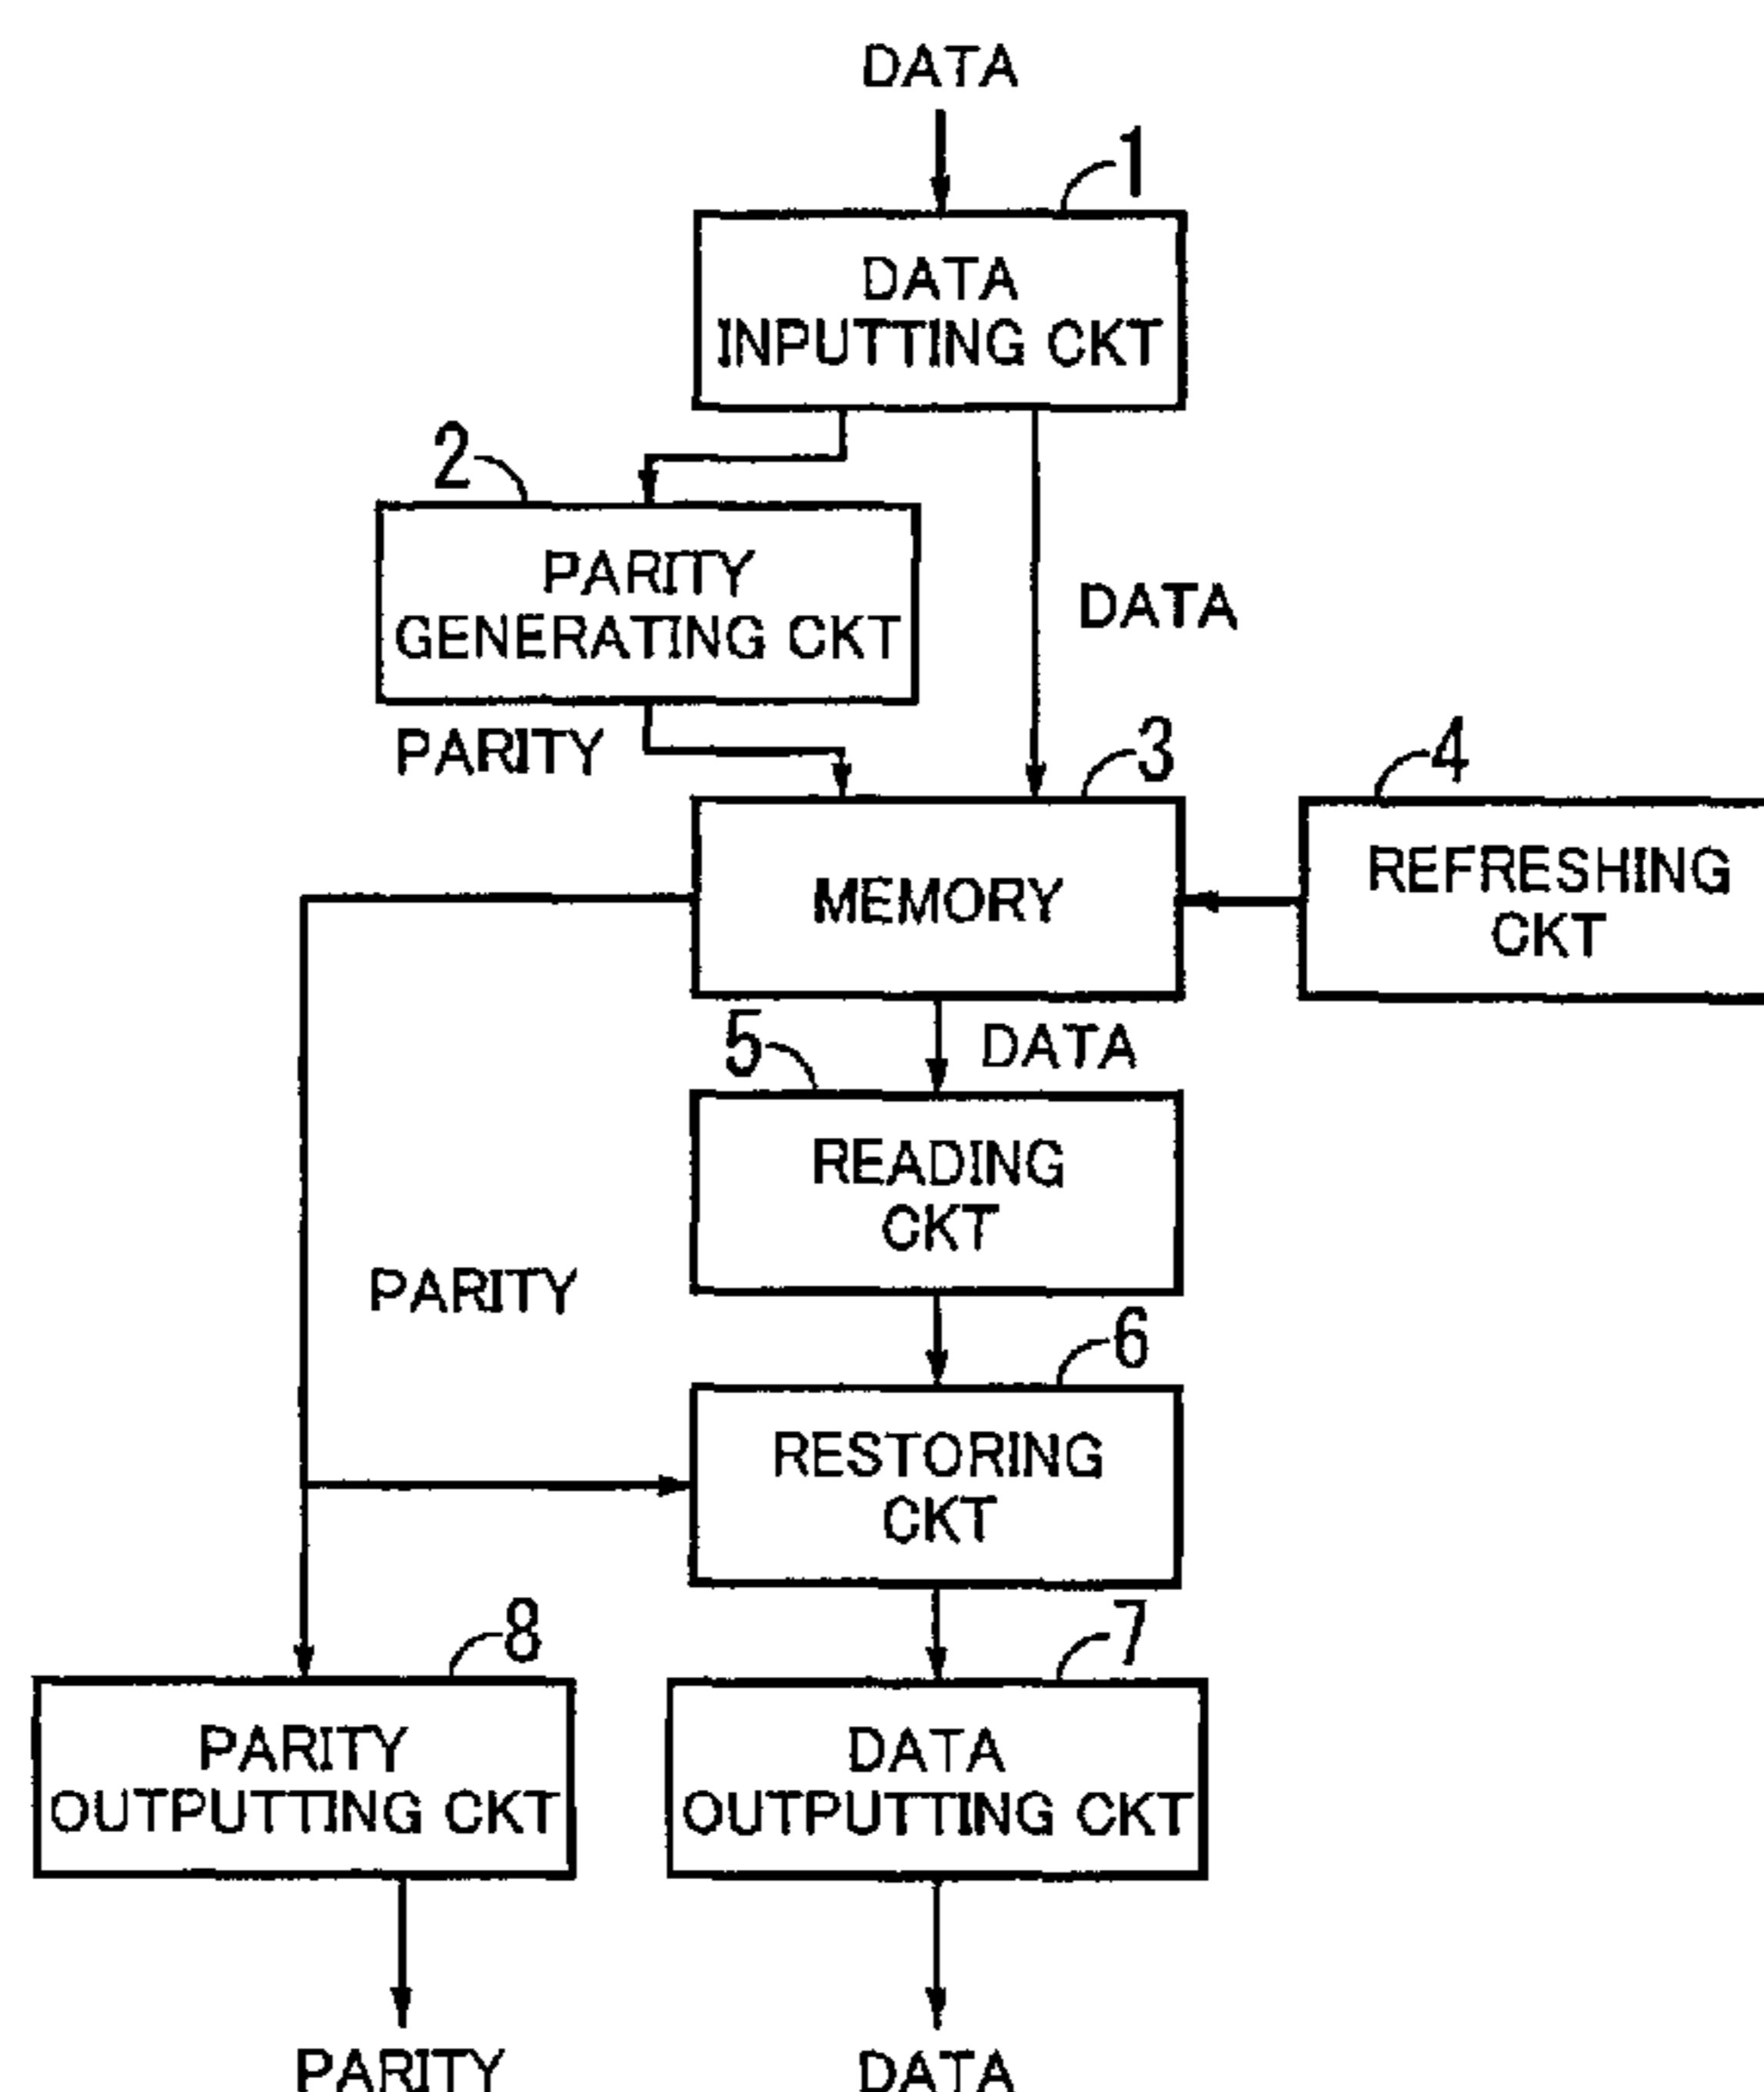 DATA
1
DATA
INPUTTING CKT
2
PARITY
GENERATING CKT
DATA
PARITY
3
4
MEMORY
REFRESHING
CKT
5
DATA
READING
CKT
PARITY
6
RESTORING
CKT
8
7
PARITY
OUTPUTTING CKT
DATA
OUTPUTTING CKT
PARITY
DATA